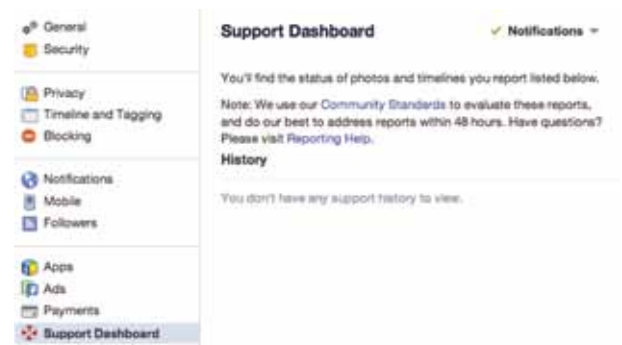 General
Security
Privacy
Timeline and Tagging
Blocking
Notifications
Mobile
Followers
Apps
Ads
Payments
Support Dashboard
Support Dashboard
Notifications
You'll find the status of photos and timelines you report listed below.
Note: We use our Community Standards to evaluate these reports,
and do our best to address reports within 48 hours. Have questions?
Please visit Reporting Help.
History
You don't have any support history to view.